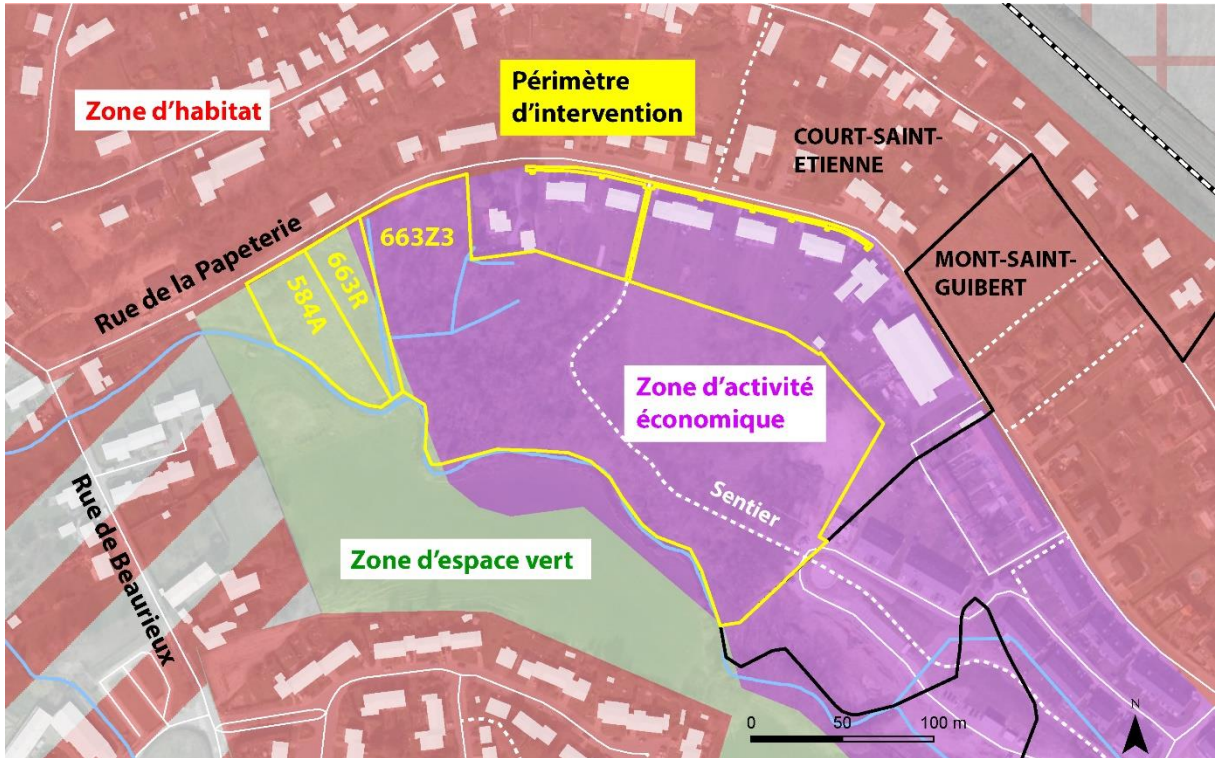 Zone d'habitat
Périmètre
d'intervention
COURT-SAINT-
ETIENNE
MONT-SAINT-
GUIBERT
Rue de la Papeterie
663Z3
663R
584A
Zone d'activité
économique
Sentier
Zone d'espace vert
Rue de Beaurieux
0 50 100 m
N